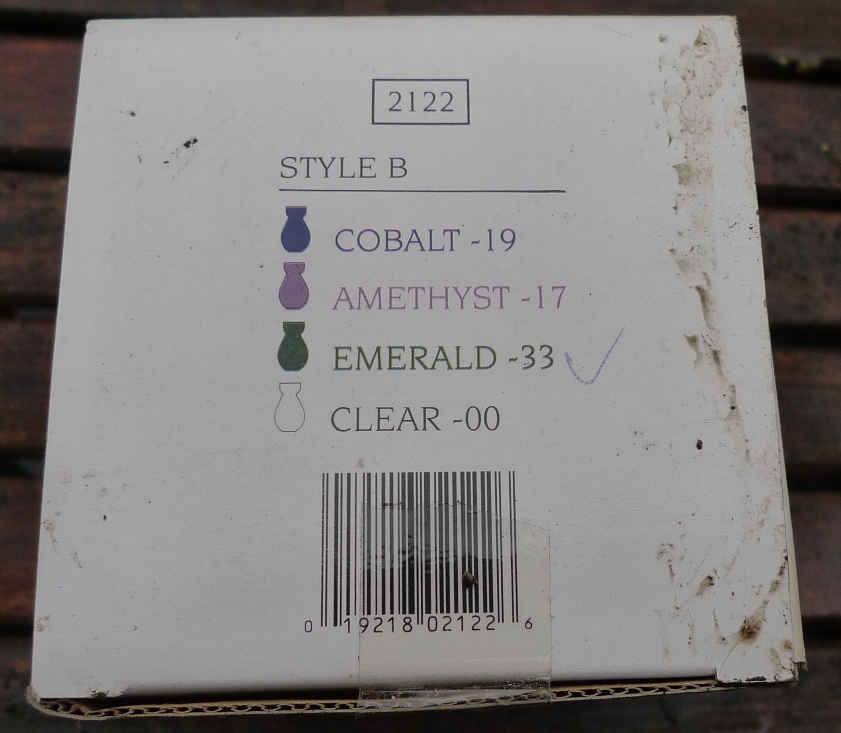 2122
STYLE B
COBALT -19
AMETHYST -17
EMERALD -33
CLEAR -00
0 19218 02122 6